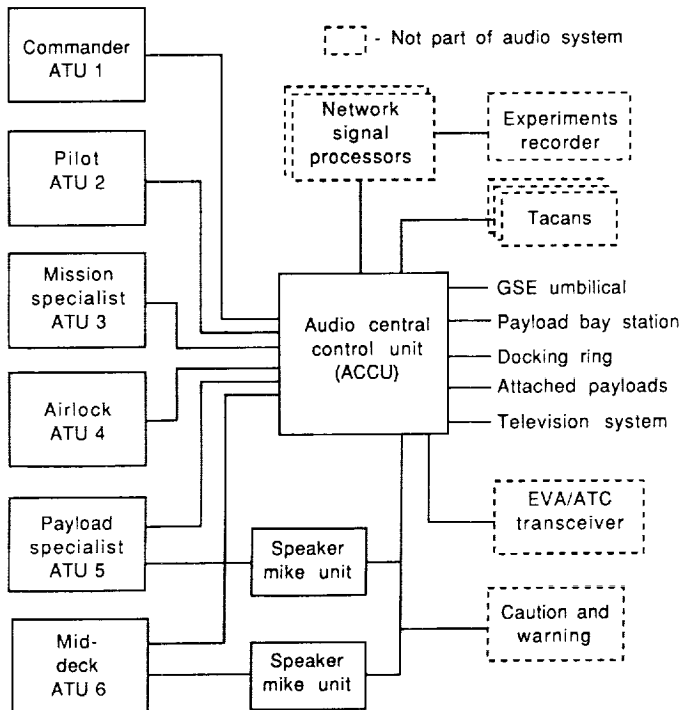 Commander
ATU 1
- Not part of audio system
Network
signal
processors
Experiments
recorder
Pilot
ATU 2
Tacans
Mission
specialist
ATU 3
Audio central
control unit
(ACCU)
GSE umbilical
Payload bay station
Docking ring
Attached payloads
Television system
Airlock
ATU 4
Payload
specialist
ATU 5
Speaker
mike unit
EVA/ATC
transceiver
Caution and
warning
Mid-
deck
ATU 6
Speaker
mike unit